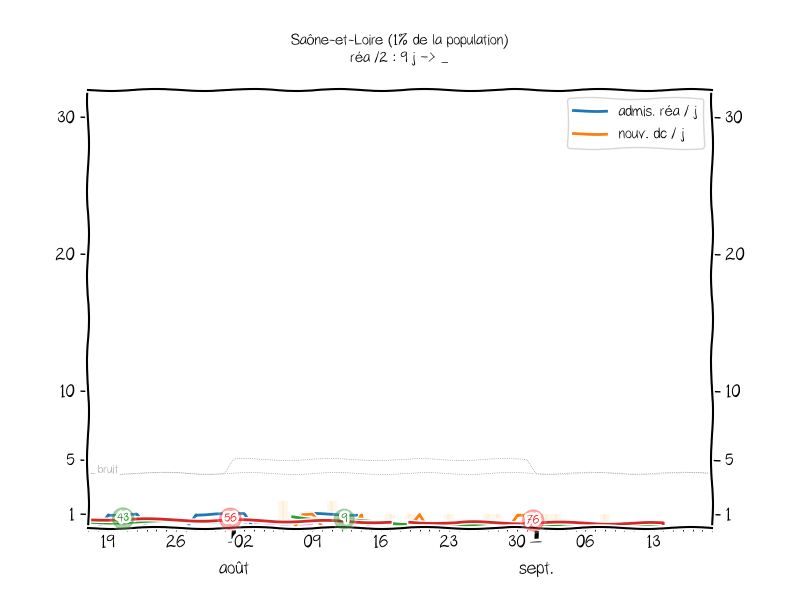 Saône-et-Loire (1% de la population)
réa /2 : 9 j -> _
admis. réa / j
nouv. dc / j
30 30
20 20
10 10
5 5
bruit
1 1
43 56 9 76
19 26 02 09 16 23 30 06 13
août sept.